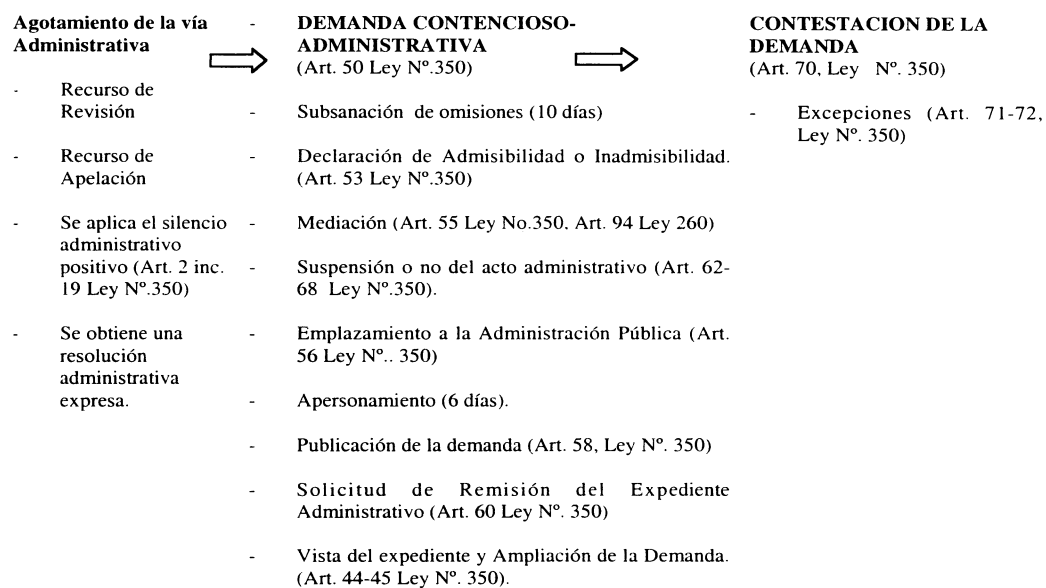 Agotamiento de la vía
Administrativa
- Recurso de
Revisión
- Recurso de
Apelación
- Se aplica el silencio
administrativo
positivo (Art. 2 inc.
19 Ley Nº.350)
- Se obtiene una
resolución
administrativa
expresa.
- DEMANDA CONTENCIOSO-
ADMINISTRATIVA
(Art. 50 Ley Nº.350)
- Subsanación de omisiones (10 días)
- Declaración de Admisibilidad o Inadmisibilidad.
(Art. 53 Ley Nº.350)
- Mediación (Art. 55 Ley No.350, Art. 94 Ley 260)
- Suspensión o no del acto administrativo (Art. 62-
68 Ley Nº.350).
- Emplazamiento a la Administración Pública (Art.
56 Ley Nº.. 350)
- Apersonamiento (6 días).
- Publicación de la demanda (Art. 58, Ley Nº. 350)
- Solicitud de Remisión del Expediente
Administrativo (Art. 60 Ley Nº. 350)
- Vista del expediente y Ampliación de la Demanda.
(Art. 44-45 Ley Nº. 350).
CONTESTACION DE LA
DEMANDA
(Art. 70, Ley Nº. 350)
- Excepciones (Art. 71-72,
Ley Nº. 350)